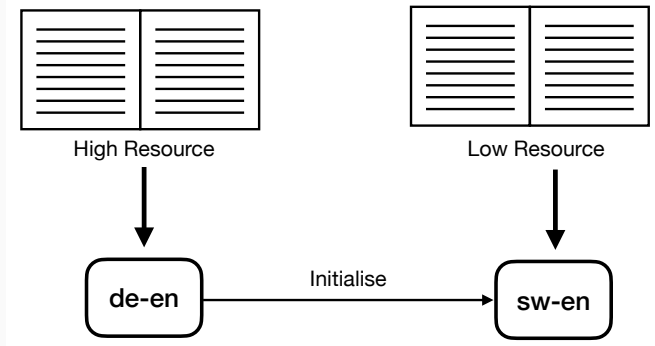 High Resource
Low Resource
Initialise
de-en
sw-en